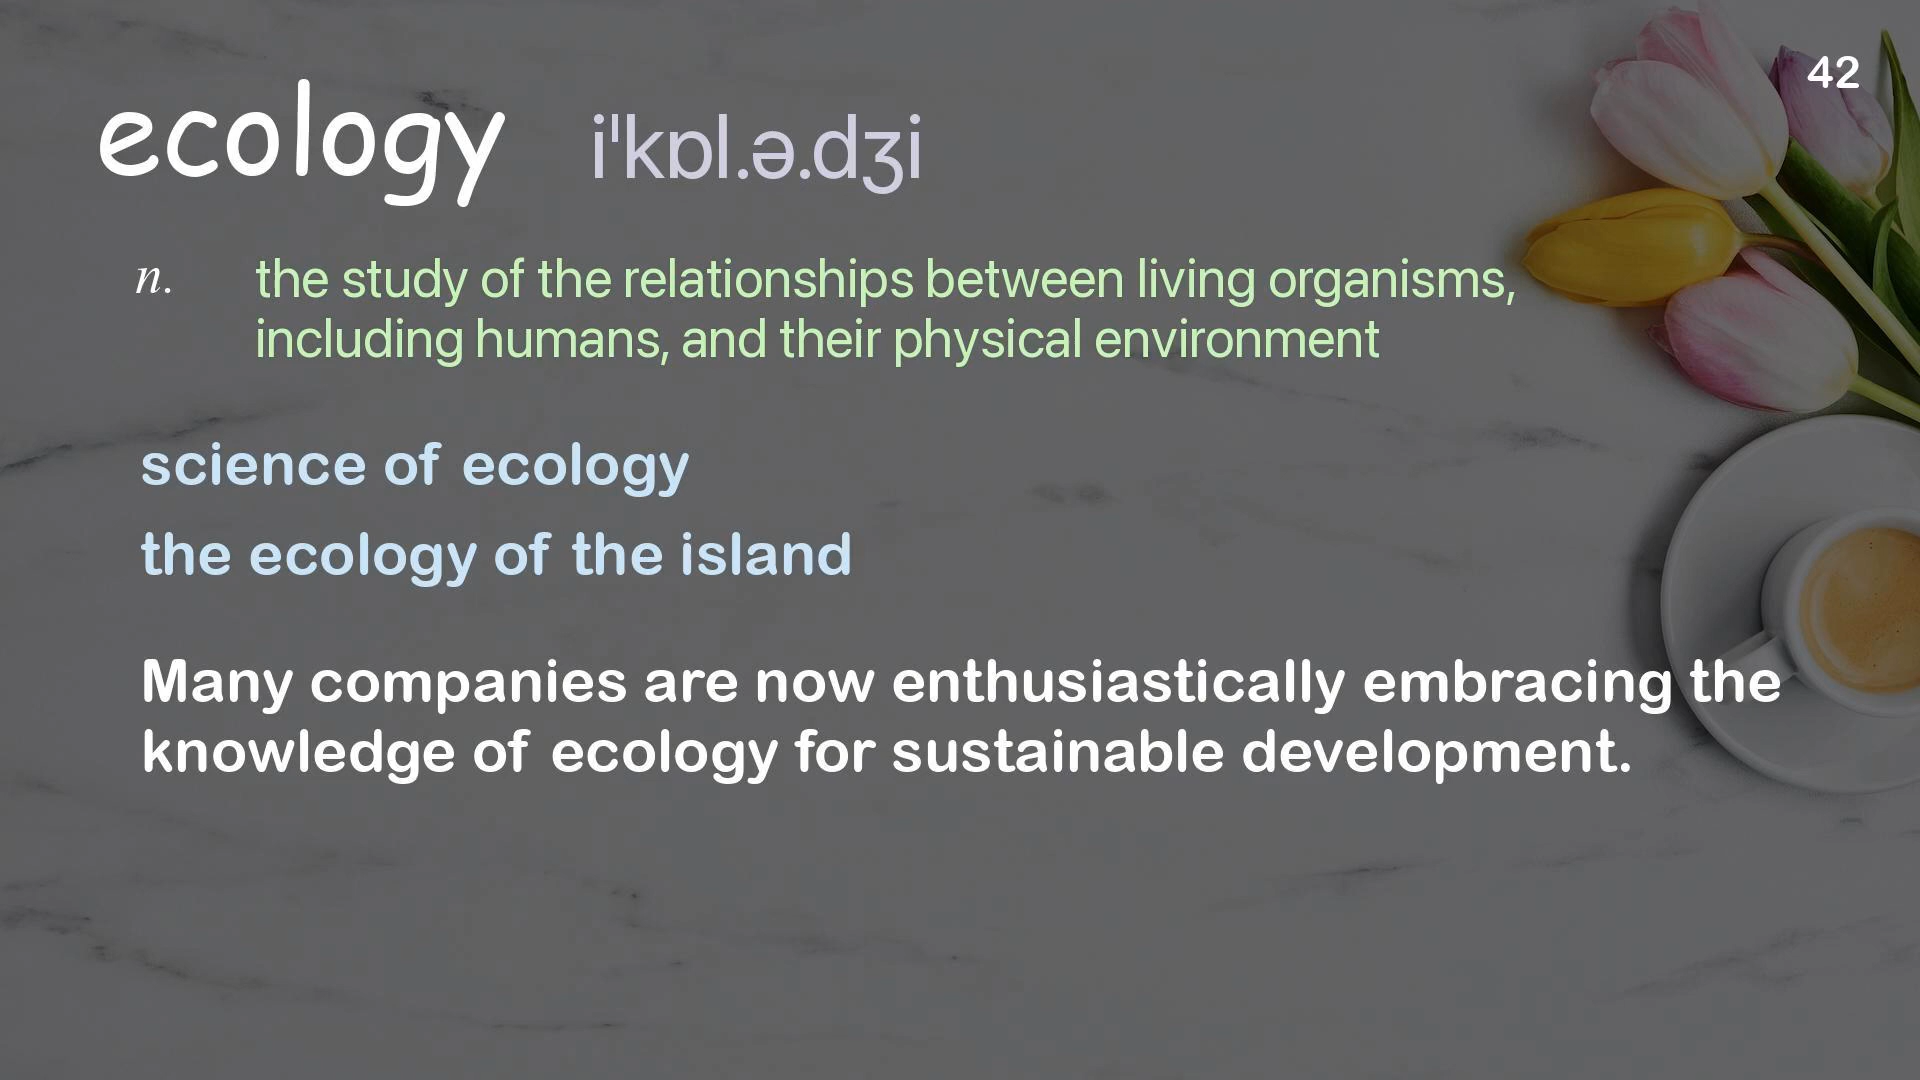 42
ecology iˈkɒl.ə.dʒi
n. the study of the relationships between living organisms,
including humans, and their physical environment
science of ecology
the ecology of the island
Many companies are now enthusiastically embracing the
knowledge of ecology for sustainable development.